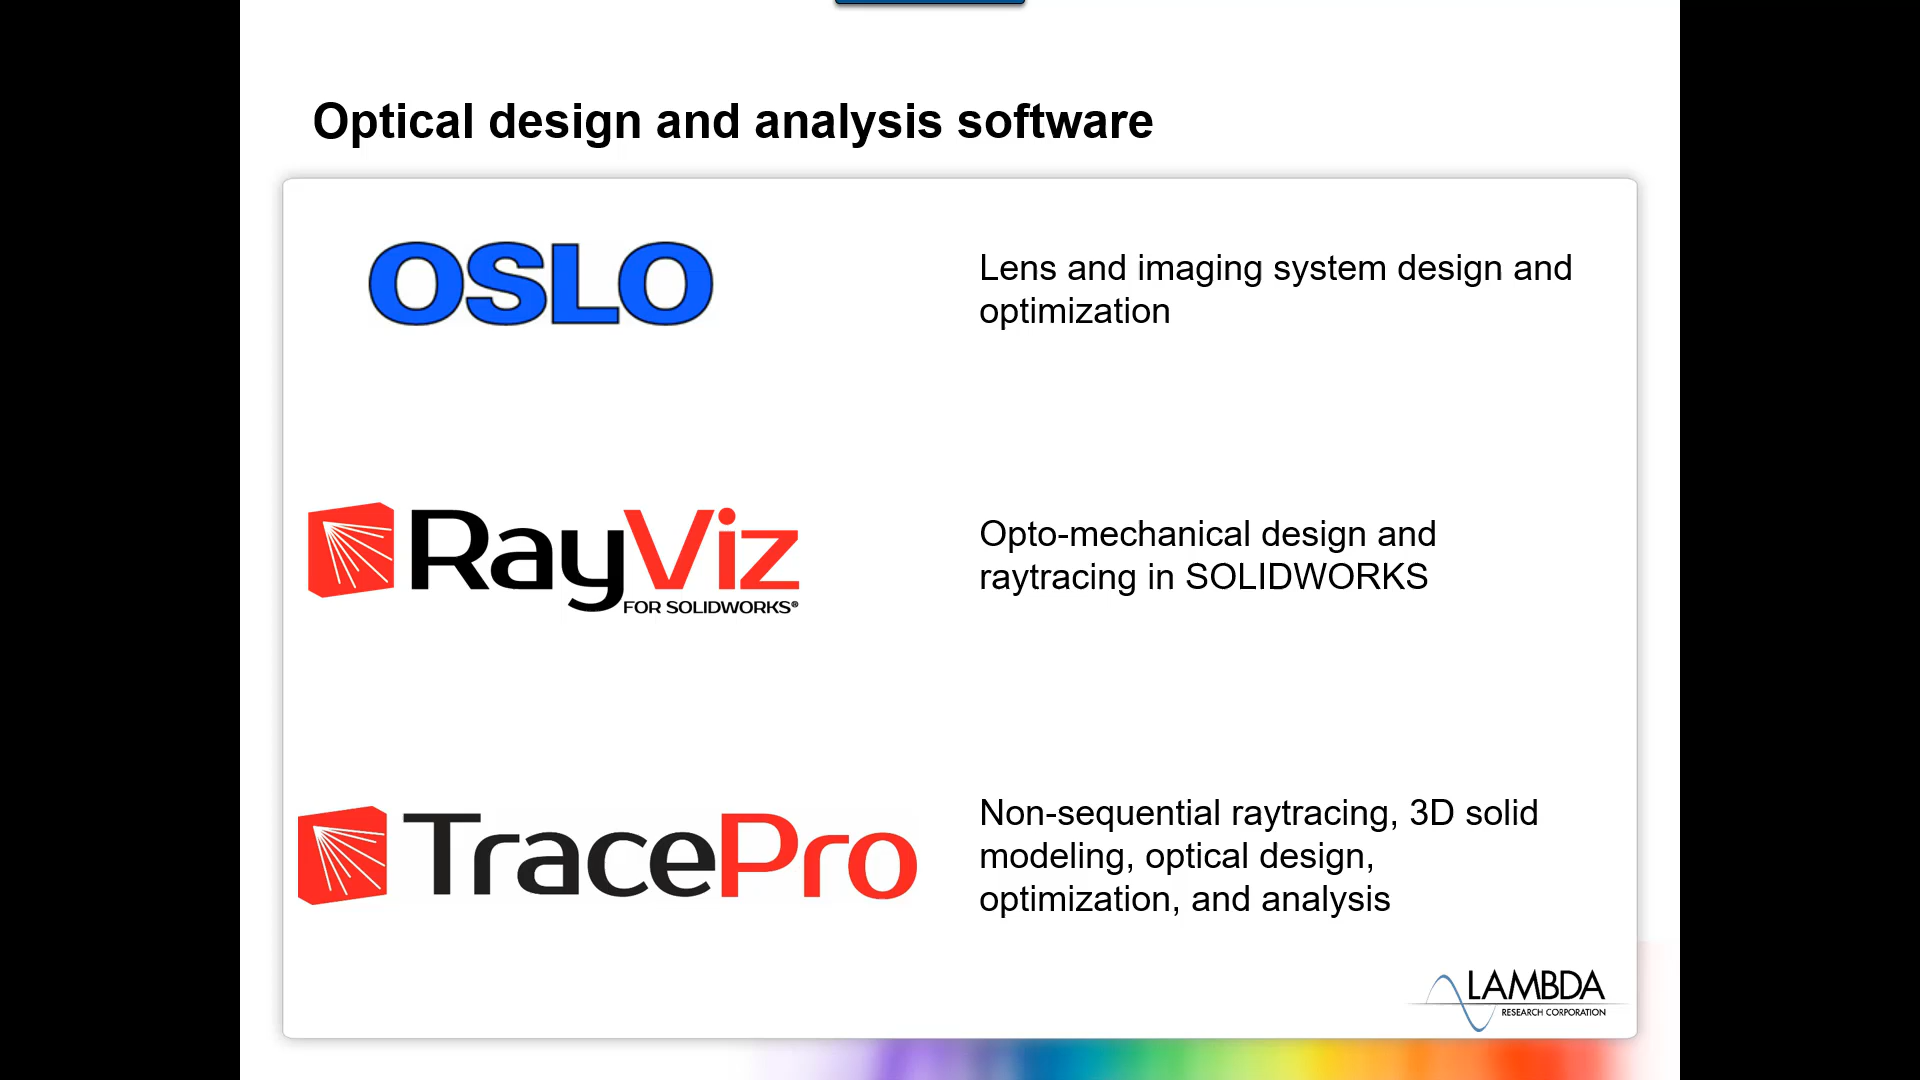 Optical design and analysis software
OSLO
Lens and imaging system design and
optimization
RayViz
FOR SOLIDWORKS®
Opto-mechanical design and
raytracing in SOLIDWORKS
TracePro
Non-sequential raytracing, 3D solid
modeling, optical design,
optimization, and analysis
LAMBDA
RESEARCH CORPORATION